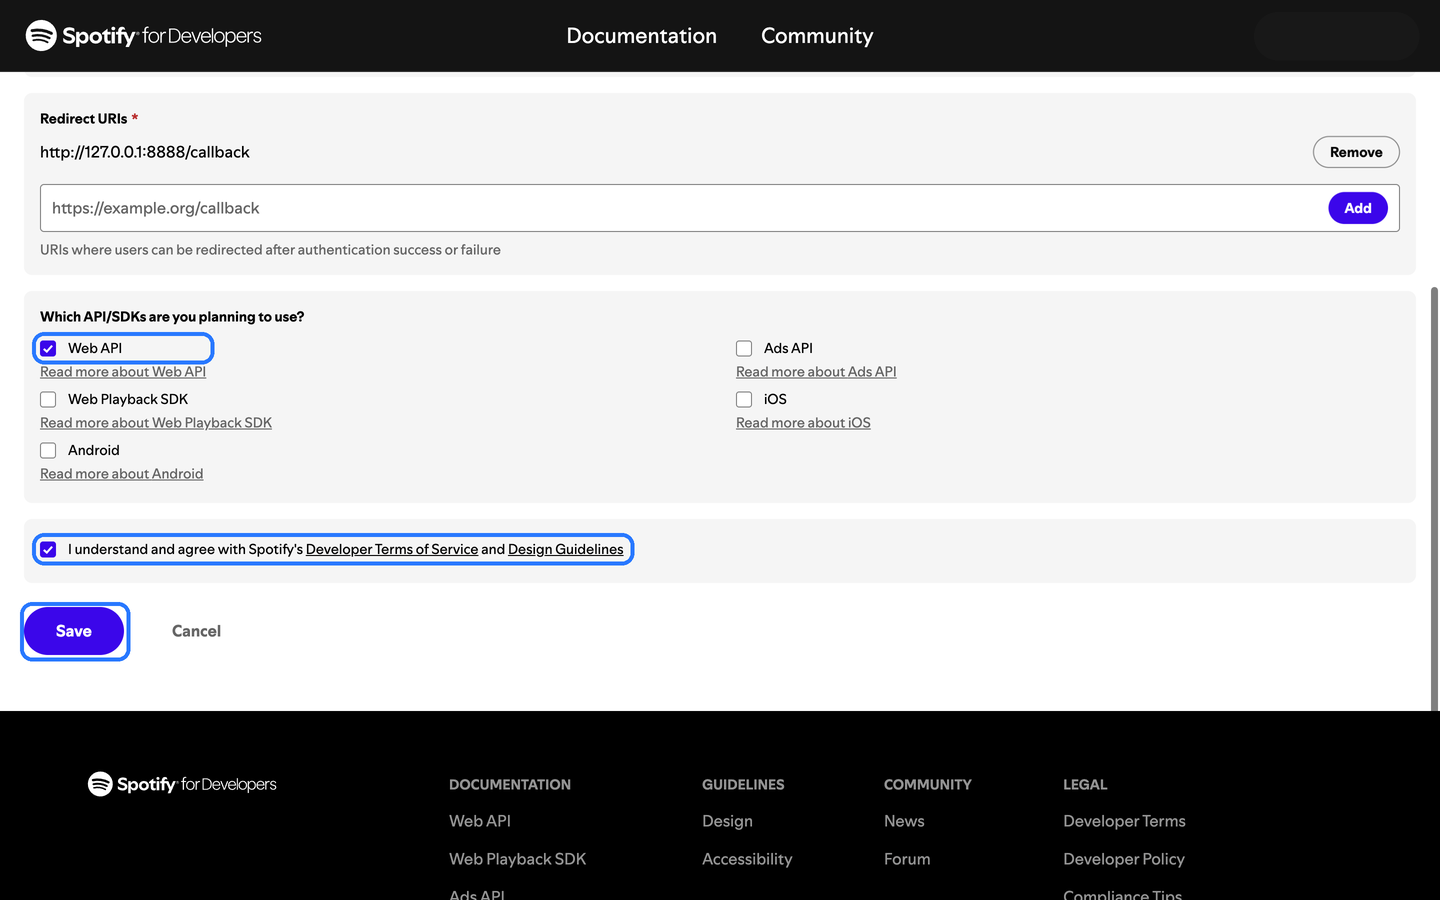 Spotify for Developers
Documentation
Community
Redirect URIs *
http://127.0.0.1:8888/callback
Remove
https://example.org/callback
Add
URIs where users can be redirected after authentication success or failure
Which API/SDKs are you planning to use?
Web API
Read more about Web API
Ads API
Read more about Ads API
Web Playback SDK
Read more about Web Playback SDK
iOS
Read more about iOS
Android
Read more about Android
I understand and agree with Spotify's Developer Terms of Service and Design Guidelines
Save
Cancel
Spotify for Developers
DOCUMENTATION
Web API
Web Playback SDK
Ads API
GUIDELINES
Design
Accessibility
COMMUNITY
News
Forum
LEGAL
Developer Terms
Developer Policy
Compliance Tips